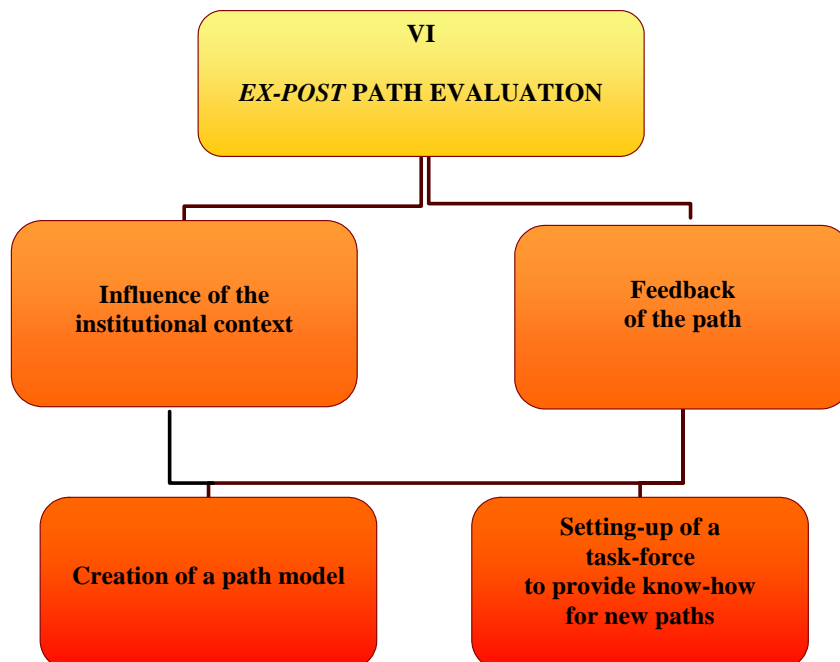 VI
EX-POST PATH EVALUATION
Influence of the
institutional context
Feedback
of the path
Creation of a path model
Setting-up of a
task-force
to provide know-how
for new paths